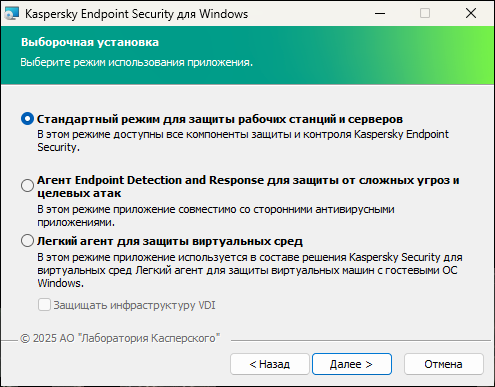 Kaspersky Endpoint Security для Windows
Выборочная установка
Выберите режим использования приложения.
Стандартный режим для защиты рабочих станций и серверов
В этом режиме доступны все компоненты защиты и контроля Kaspersky Endpoint
Security.
Агент Endpoint Detection and Response для защиты от сложных угроз и
целевых атак
В этом режиме приложение совместимо со сторонними антивирусными
приложениями.
Легкий агент для защиты виртуальных сред
В этом режиме приложение используется в составе решения Kaspersky Security для
виртуальных сред Легкий агент для защиты виртуальных машин с гостевыми ОС
Windows.
Защищать инфраструктуру VDI
© 2025 АО "Лаборатория Касперского"
< Назад
Далее >
Отмена